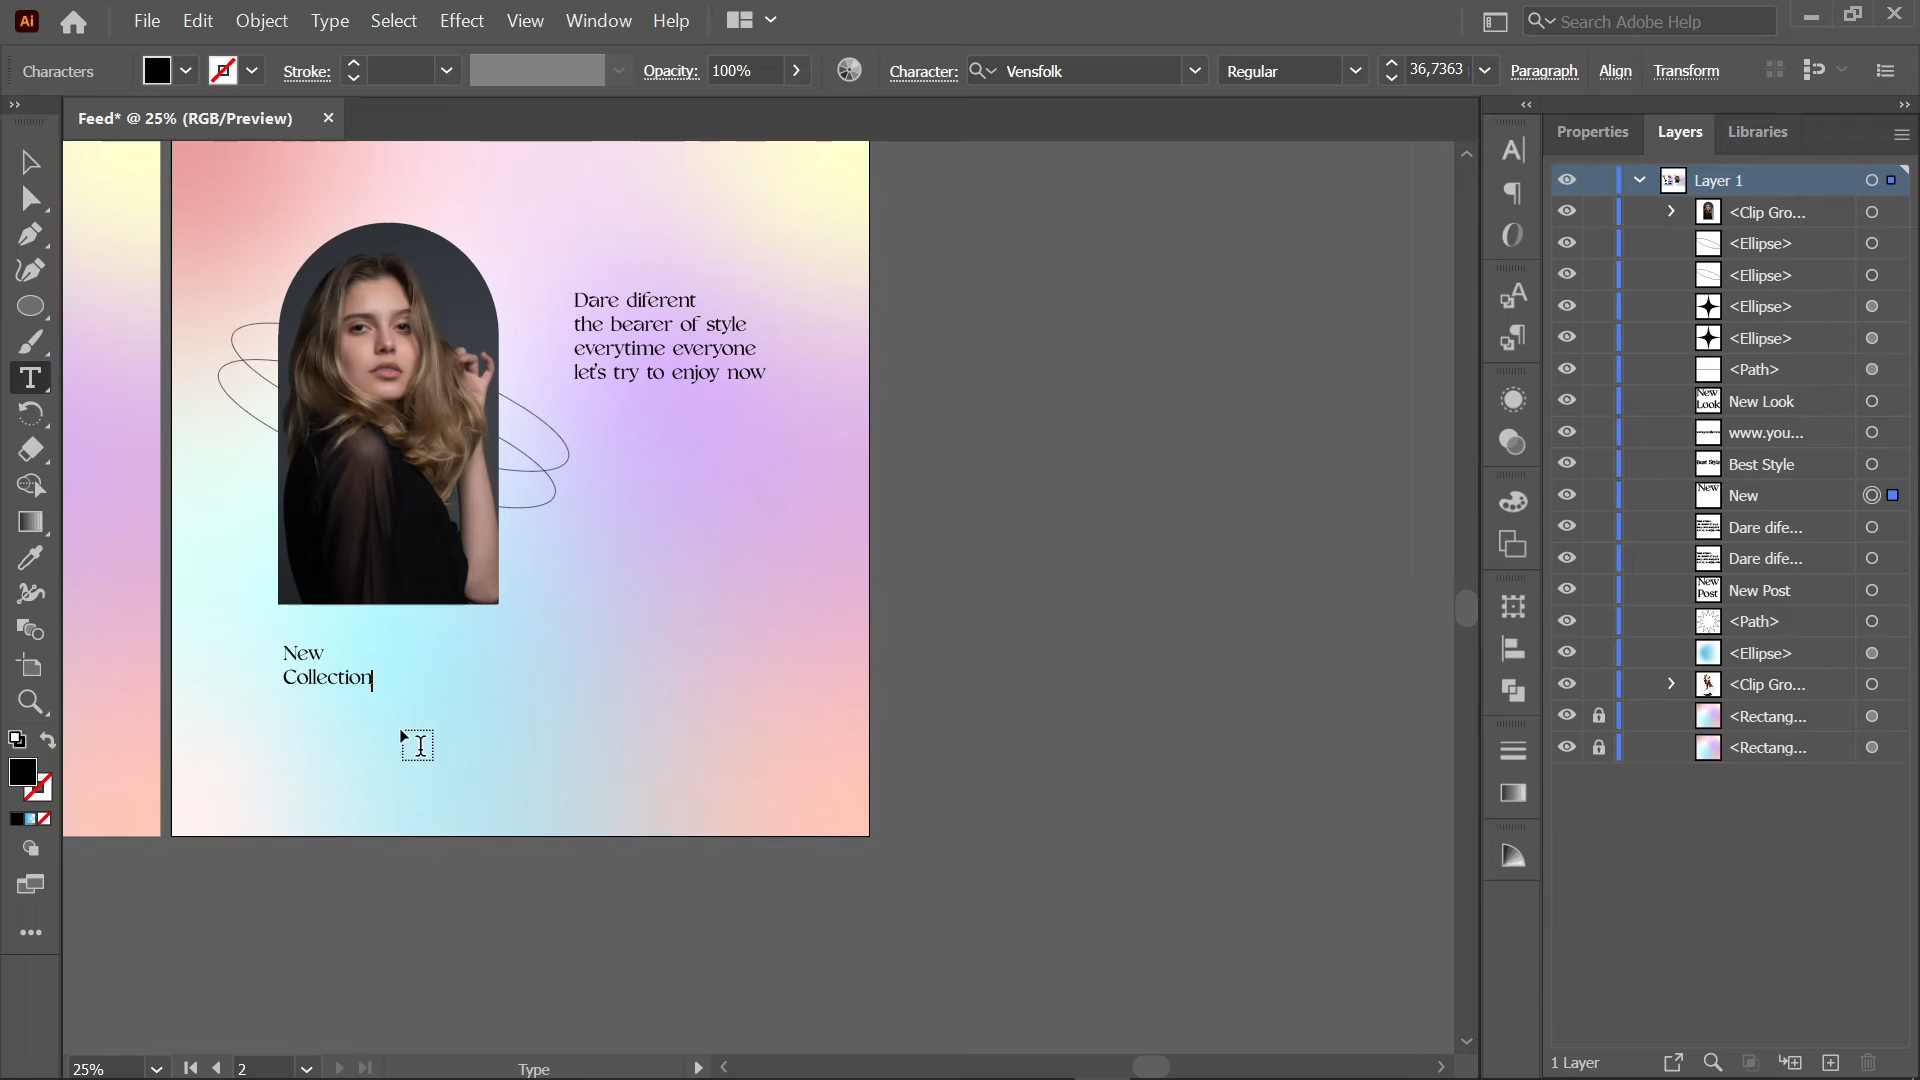 Ai
File Edit Object Type Select Effect View Window Help
Search Adobe Help
Characters
Stroke:
Opacity: 100%
Character: Vensfolk
Regular
36,7363
Paragraph Align Transform
Feed* @ 25% (RGB/Preview)
Properties Layers Libraries
Layer 1
<Clip Gro...
<Ellipse>
<Ellipse>
<Ellipse>
<Ellipse>
<Path>
New Look
www.you...
Best Style
New
Dare dife...
Dare dife...
New Post
<Path>
<Ellipse>
<Clip Gro...
<Rectang...
<Rectang...
Dare diferent
the bearer of style
everytime everyone
let's try to enjoy now
New
Collection
25%
2
Type
1 Layer